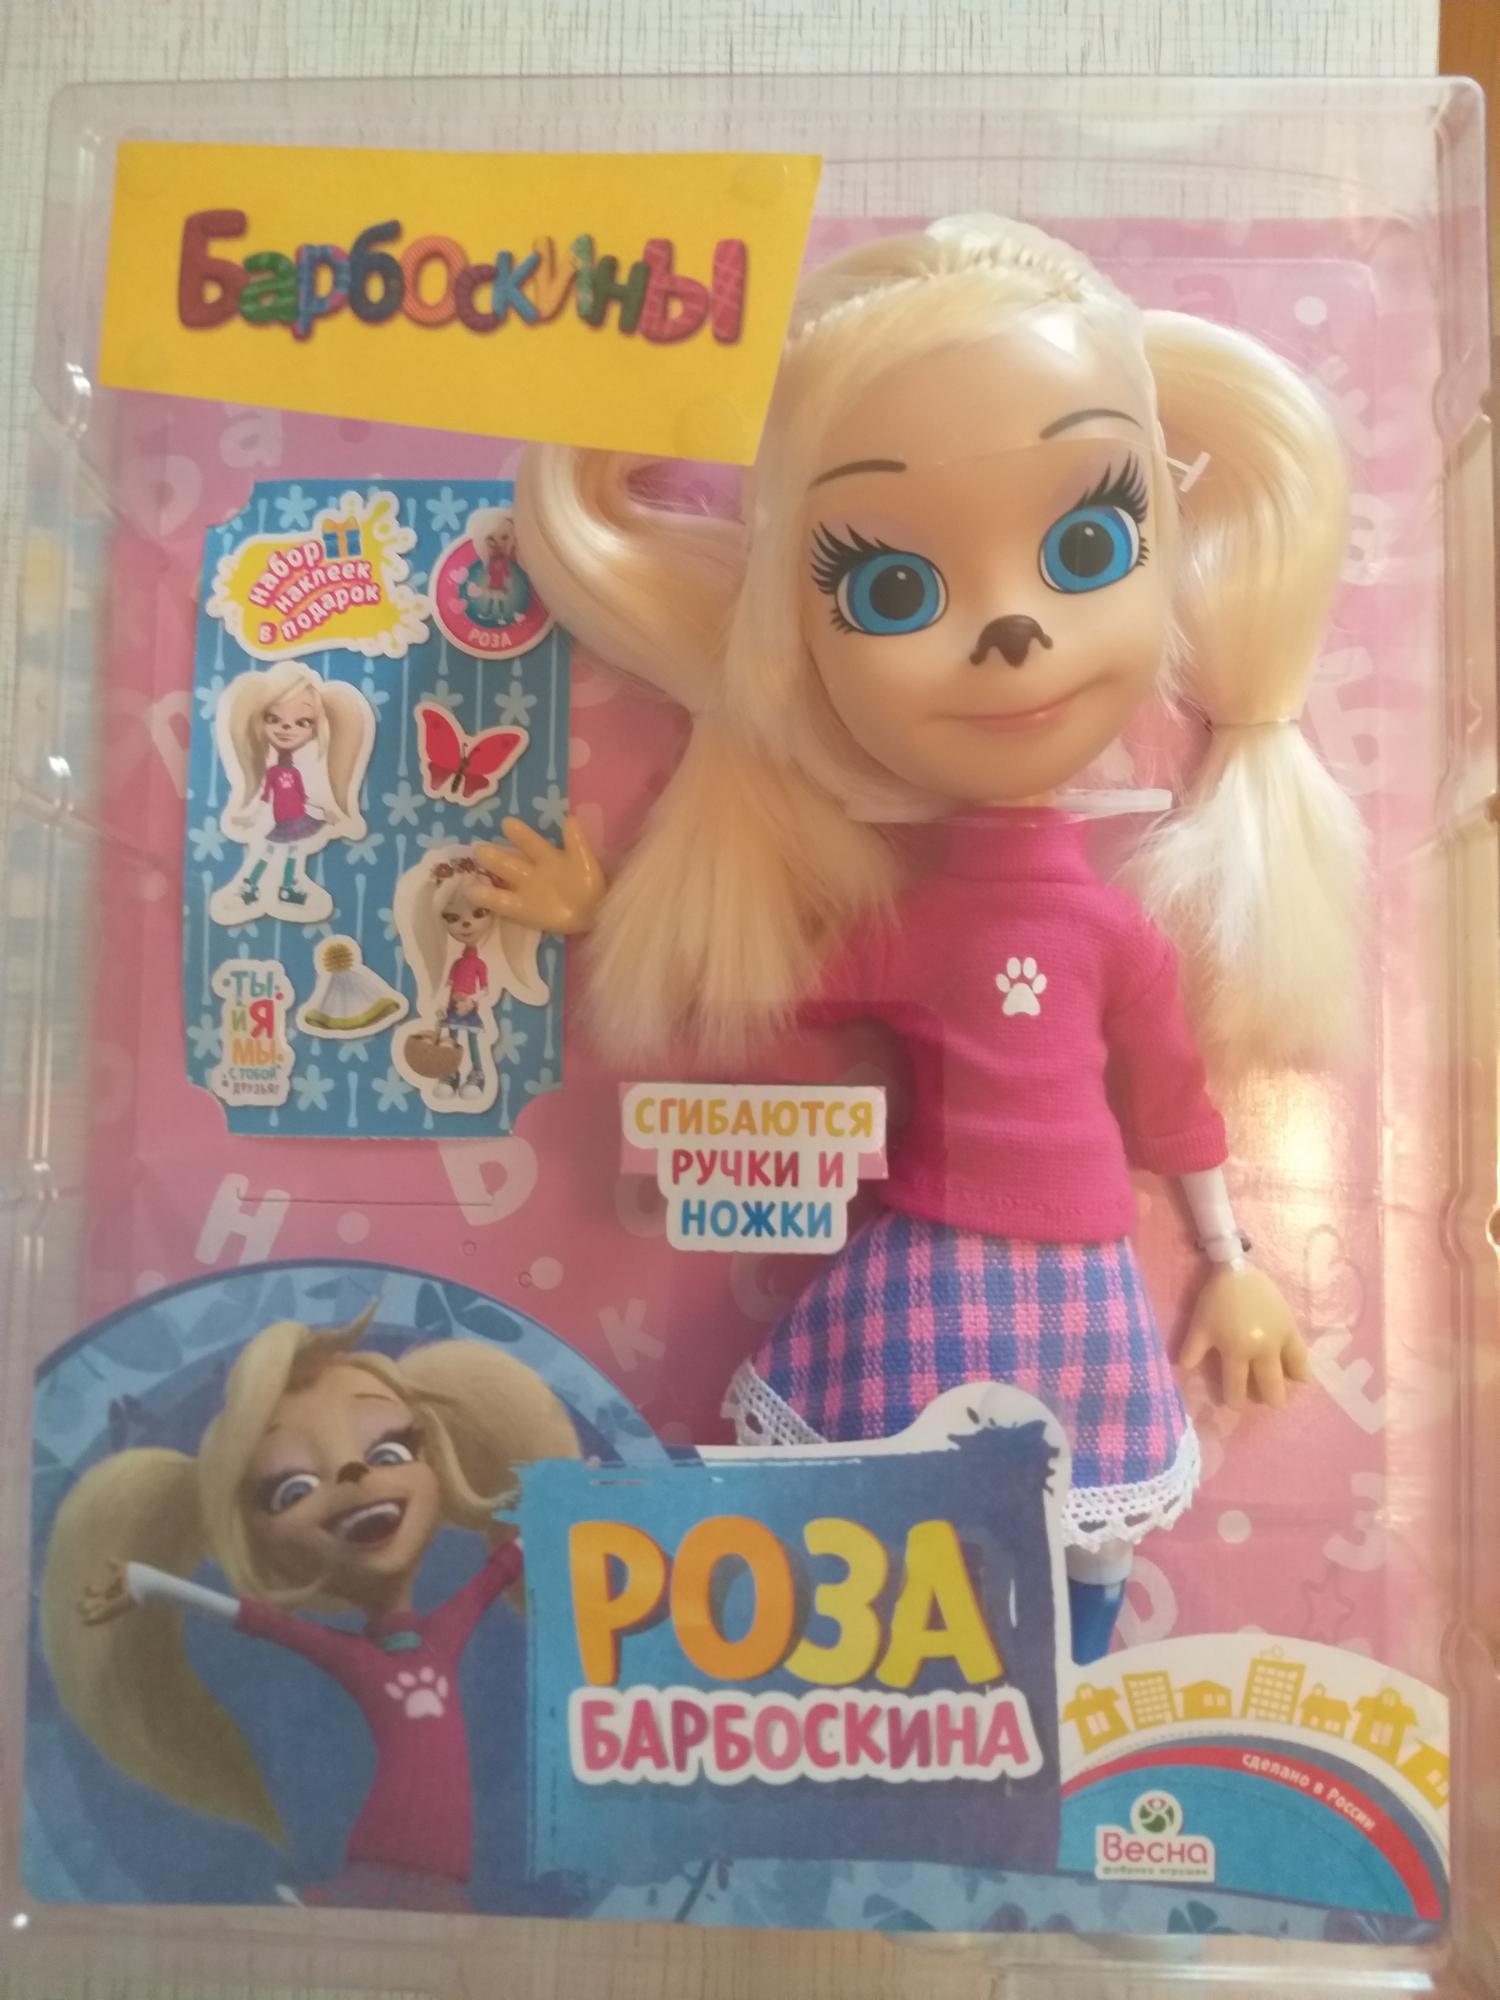 Барбоскины
Набор
наклеек
в подарок
РОЗА
ТЫ
И Я
МЫ
С ТОБОЙ
ДРУЗЬЯ!
СГИБАЮТСЯ
РУЧКИ И
НОЖКИ
РОЗА
БАРБОСКИНА
сделано в России
Весна
фабрика игрушек